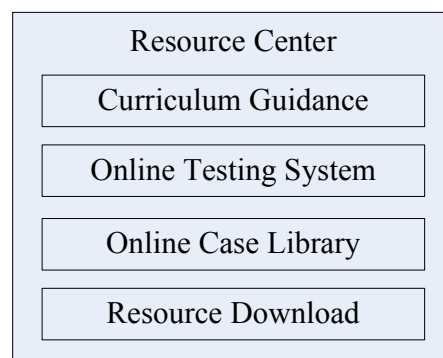 Resource Center
Curriculum Guidance
Online Testing System
Online Case Library
Resource Download